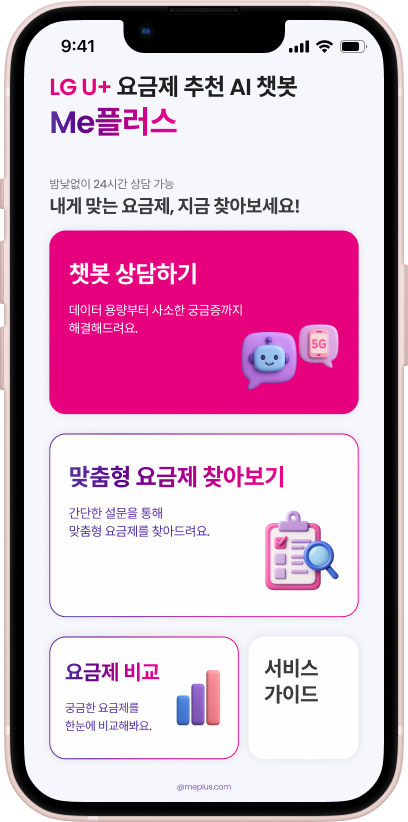 9:41
LG U+ 요금제 추천 AI 챗봇
Me플러스
밤낮없이 24시간 상담 가능
내게 맞는 요금제, 지금 찾아보세요!
챗봇 상담하기
데이터 용량부터 사소한 궁금증까지
해결해드려요.
5G
맞춤형 요금제 찾아보기
간단한 설문을 통해
맞춤형 요금제를 찾아드려요.
요금제 비교
궁금한 요금제를
한눈에 비교해봐요.
서비스
가이드
@meplus.com